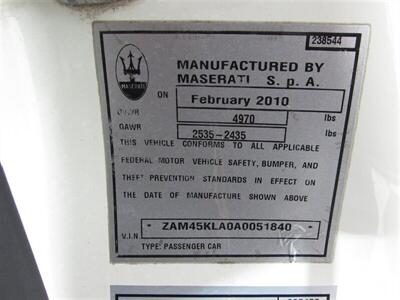 238544
MASERATI
MANUFACTURED BY
MASERATI S. p A.
ON February 2010
GVWR 4970 lbs
GAWR 2535-2435 lbs
THIS VEHICLE CONFORMS TO ALL APPLICABLE
FEDERAL MOTOR VEHICLE SAFETY, BUMPER, AND
THEFT PREVENTION STANDARDS IN EFFECT ON
THE DATE OF MANUFACTURE SHOWN ABOVE
V.I.N. - ZAM45KLA0A0051840 -
TYPE: PASSENGER CAR